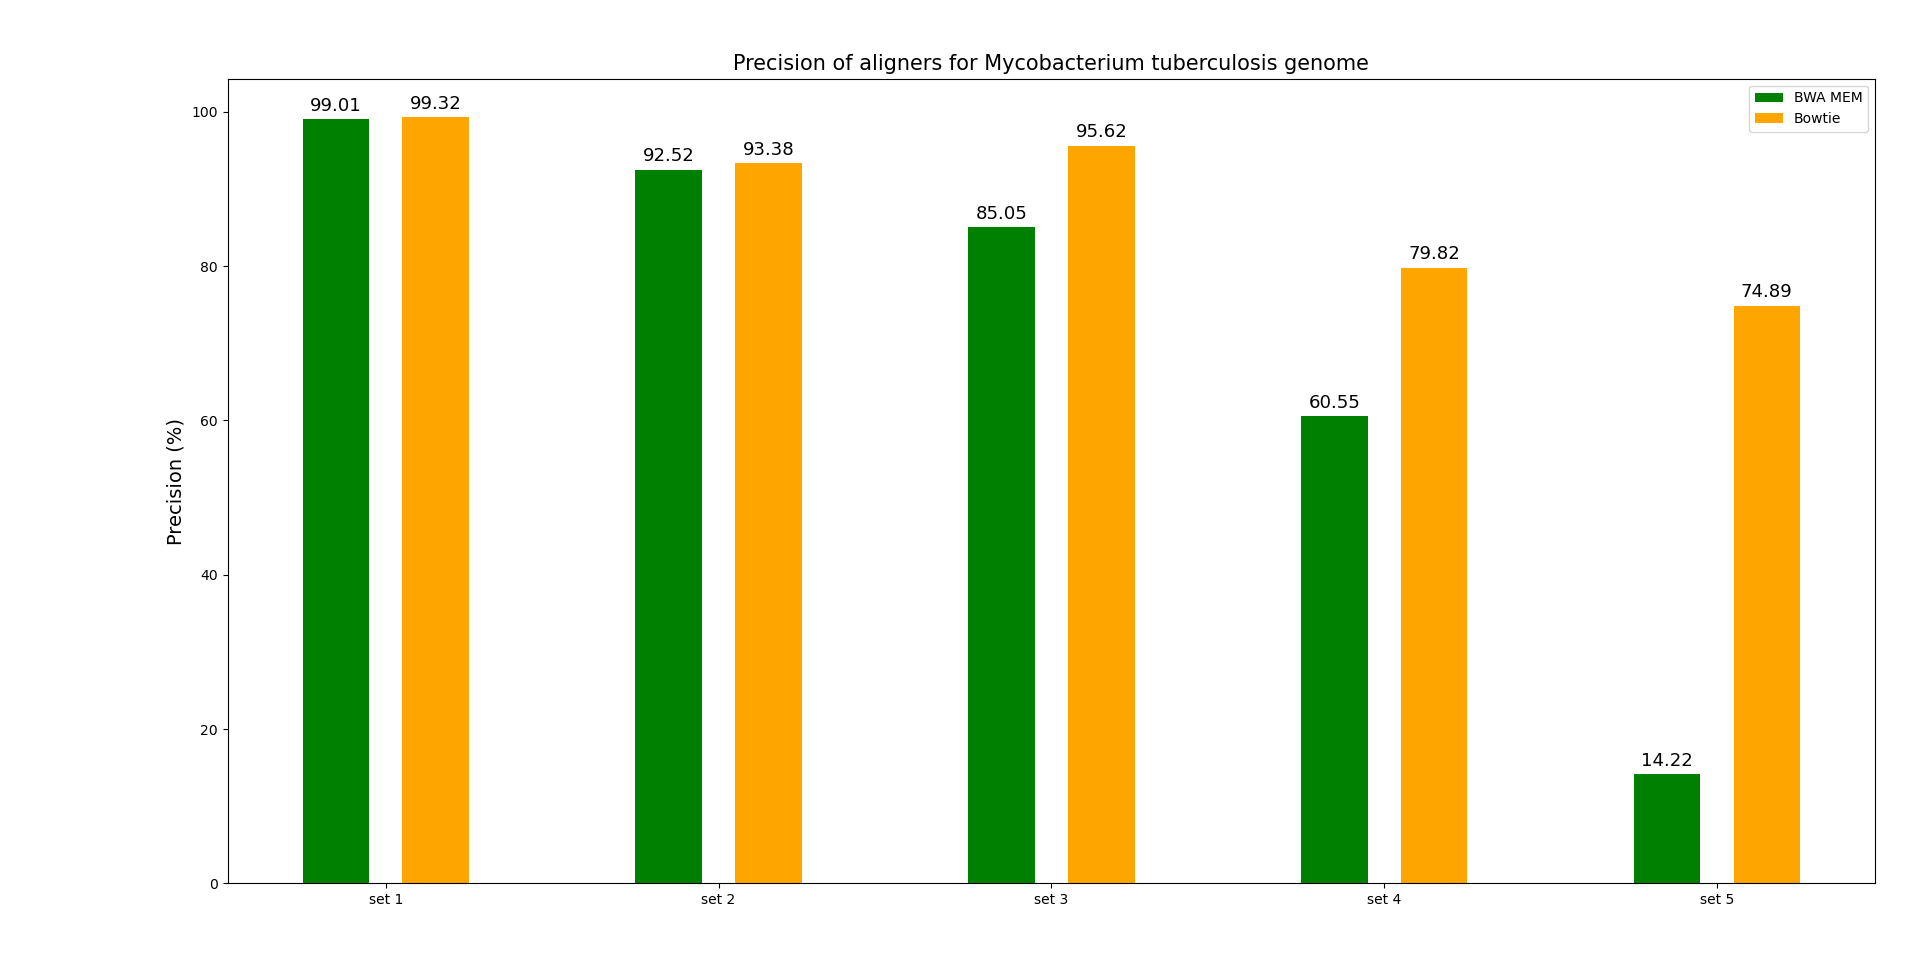 Precision of aligners for Mycobacterium tuberculosis genome
BWA MEM
Bowtie
Precision (%)
100
80
60
40
20
0
99.01
99.32
92.52
93.38
85.05
95.62
60.55
79.82
14.22
74.89
set 1
set 2
set 3
set 4
set 5